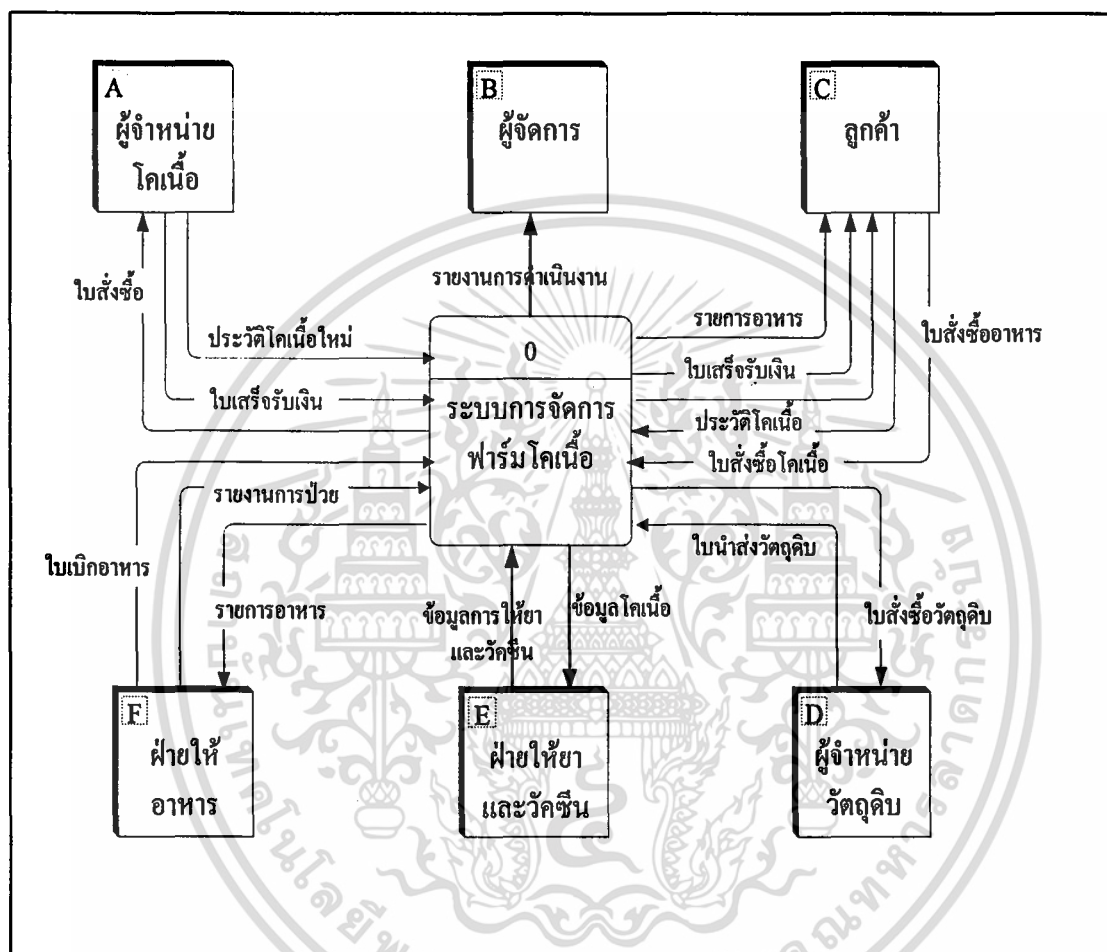 A
ผู้จำหน่าย
โคเนื้อ
B
ผู้จัดการ
C
ลูกค้า
ใบสั่งซื้อ
รายงานการดำเนินงาน
รายการอาหาร
ใบสั่งซื้ออาหาร
ประวัติโคเนื้อใหม่
0
ใบเสร็จรับเงิน
ใบเสร็จรับเงิน
ระบบการจัดการ
ฟาร์มโคเนื้อ
ประวัติโคเนื้อ
ใบสั่งซื้อโคเนื้อ
รายงานการป่วย
ใบนำส่งวัตถุดิบ
ใบเบิกอาหาร
รายการอาหาร
ข้อมูลการให้ยา
และวัคซีน
ข้อมูลโคเนื้อ
ใบสั่งซื้อวัตถุดิบ
F
ฝ่ายให้
อาหาร
E
ฝ่ายให้ยา
และวัคซีน
D
ผู้จำหน่าย
วัตถุดิบ